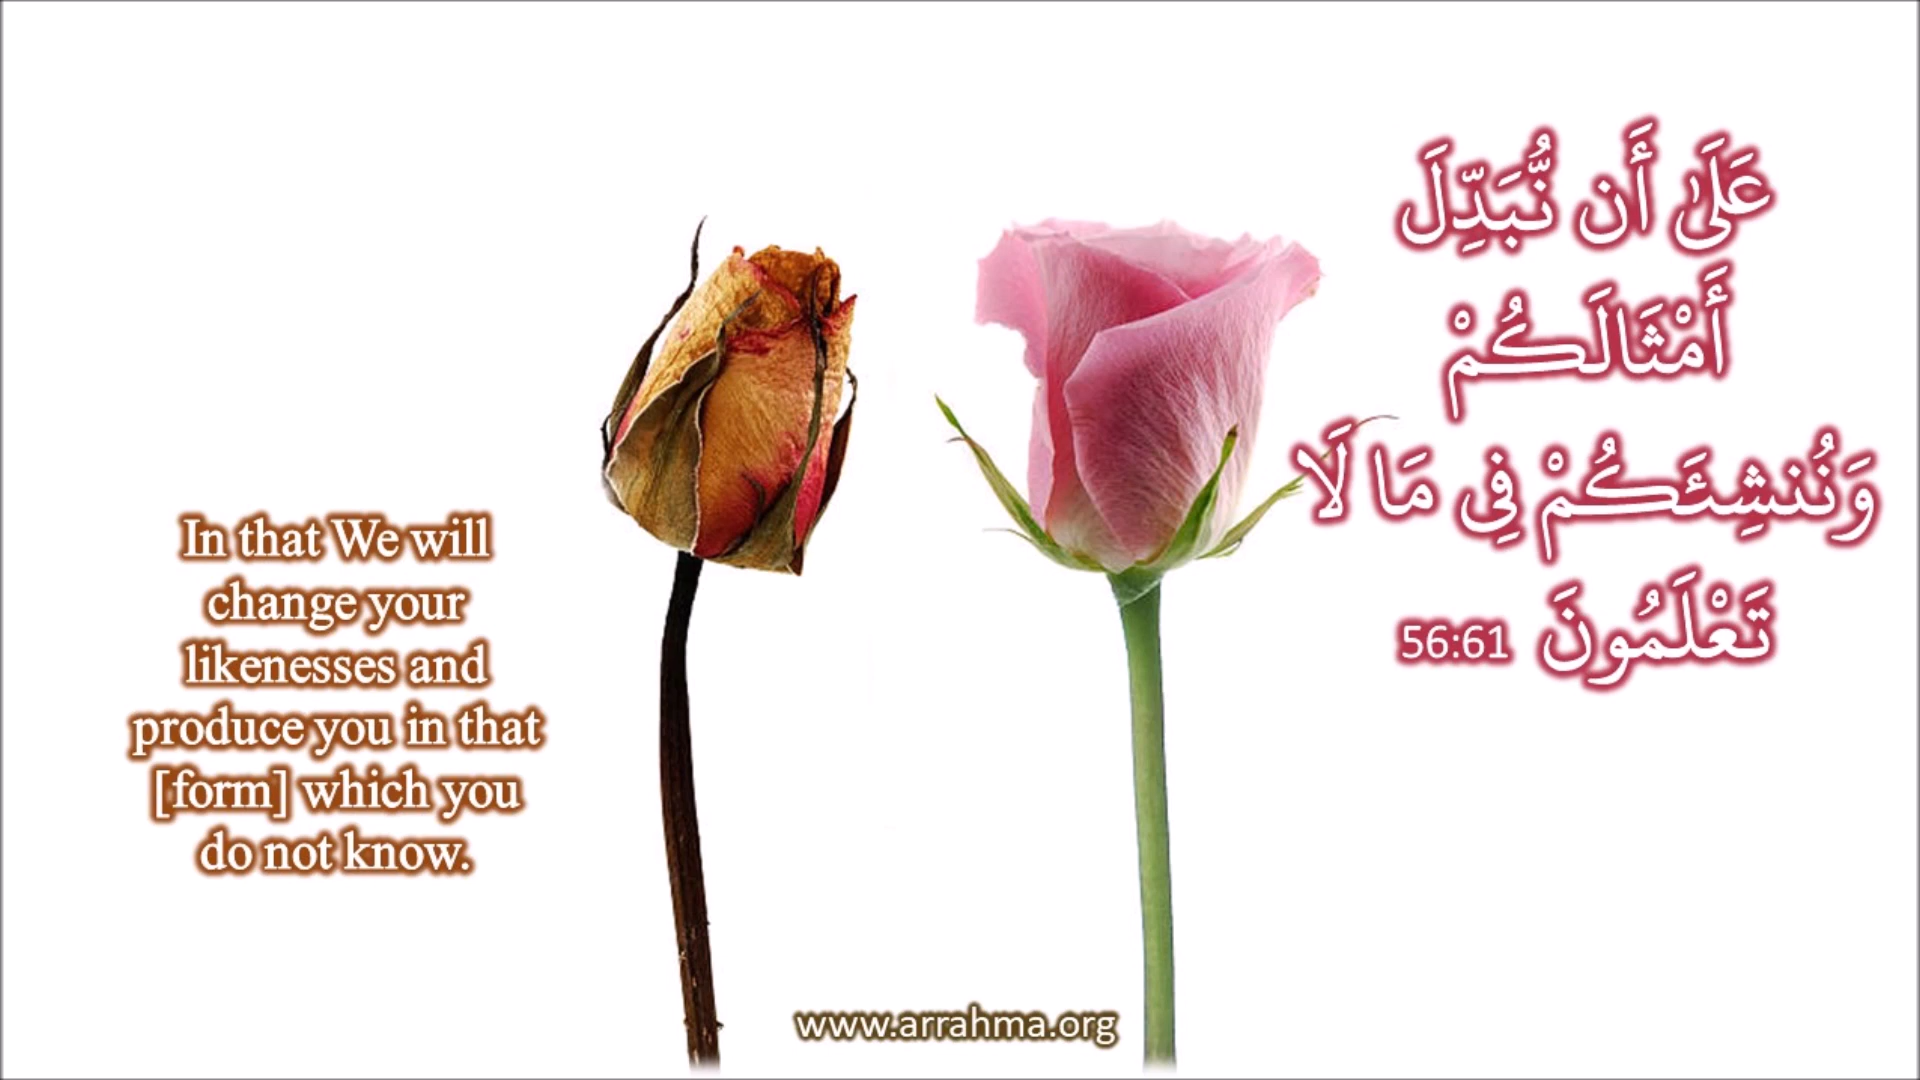 عَلَىٰ أَن نُّبَدِّلَ
أَمْثَالَكُمْ
وَنُنشِئَكُمْ فِى مَا لَا
تَعْلَمُونَ 56:61
In that We will
change your
likenesses and
produce you in that
[form] which you
do not know.
www.arrahma.org